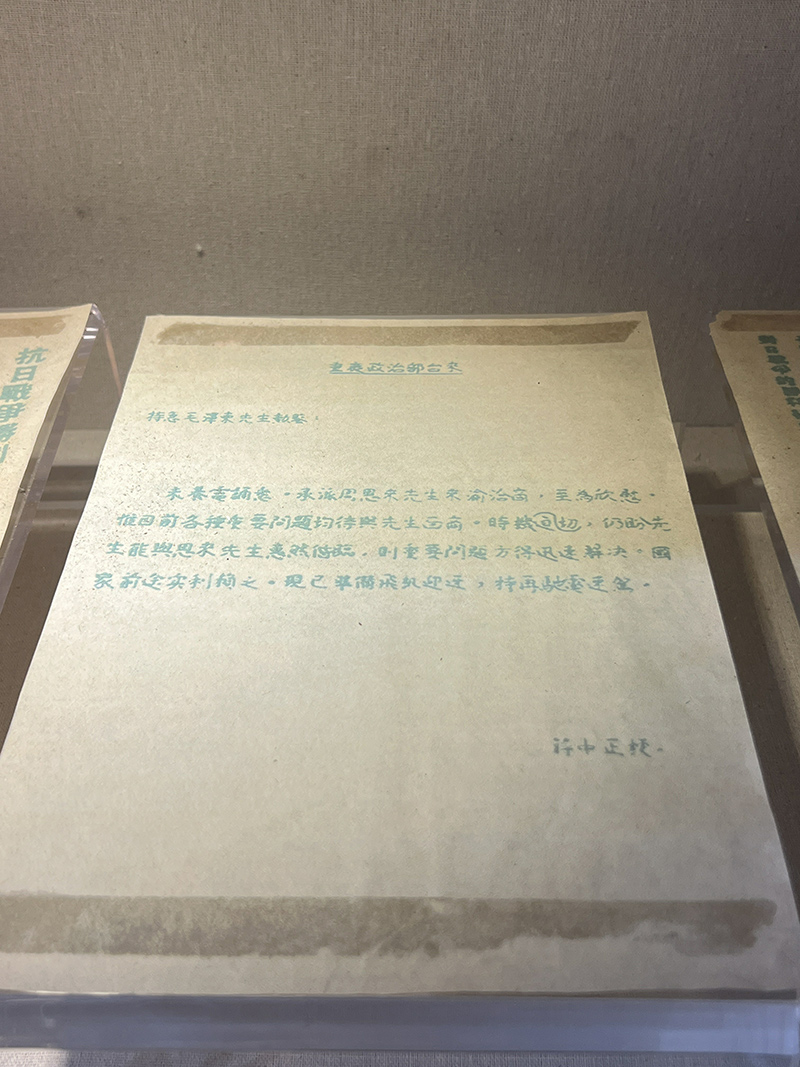 抗日戰爭勝利
重慶政治部台來
特急毛澤東先生勛鑒：
未養電誦悉。承派周恩來先生來渝洽商，至為欣慰。
惟目前各種重要問題均待與先生面商。時機迫切，仍盼先
生能與恩來先生惠然偕臨，則重要問題方得迅速解決。國
家前途實利賴之。現已準備飛機迎迓，特再馳電速駕。
蔣中正梗。